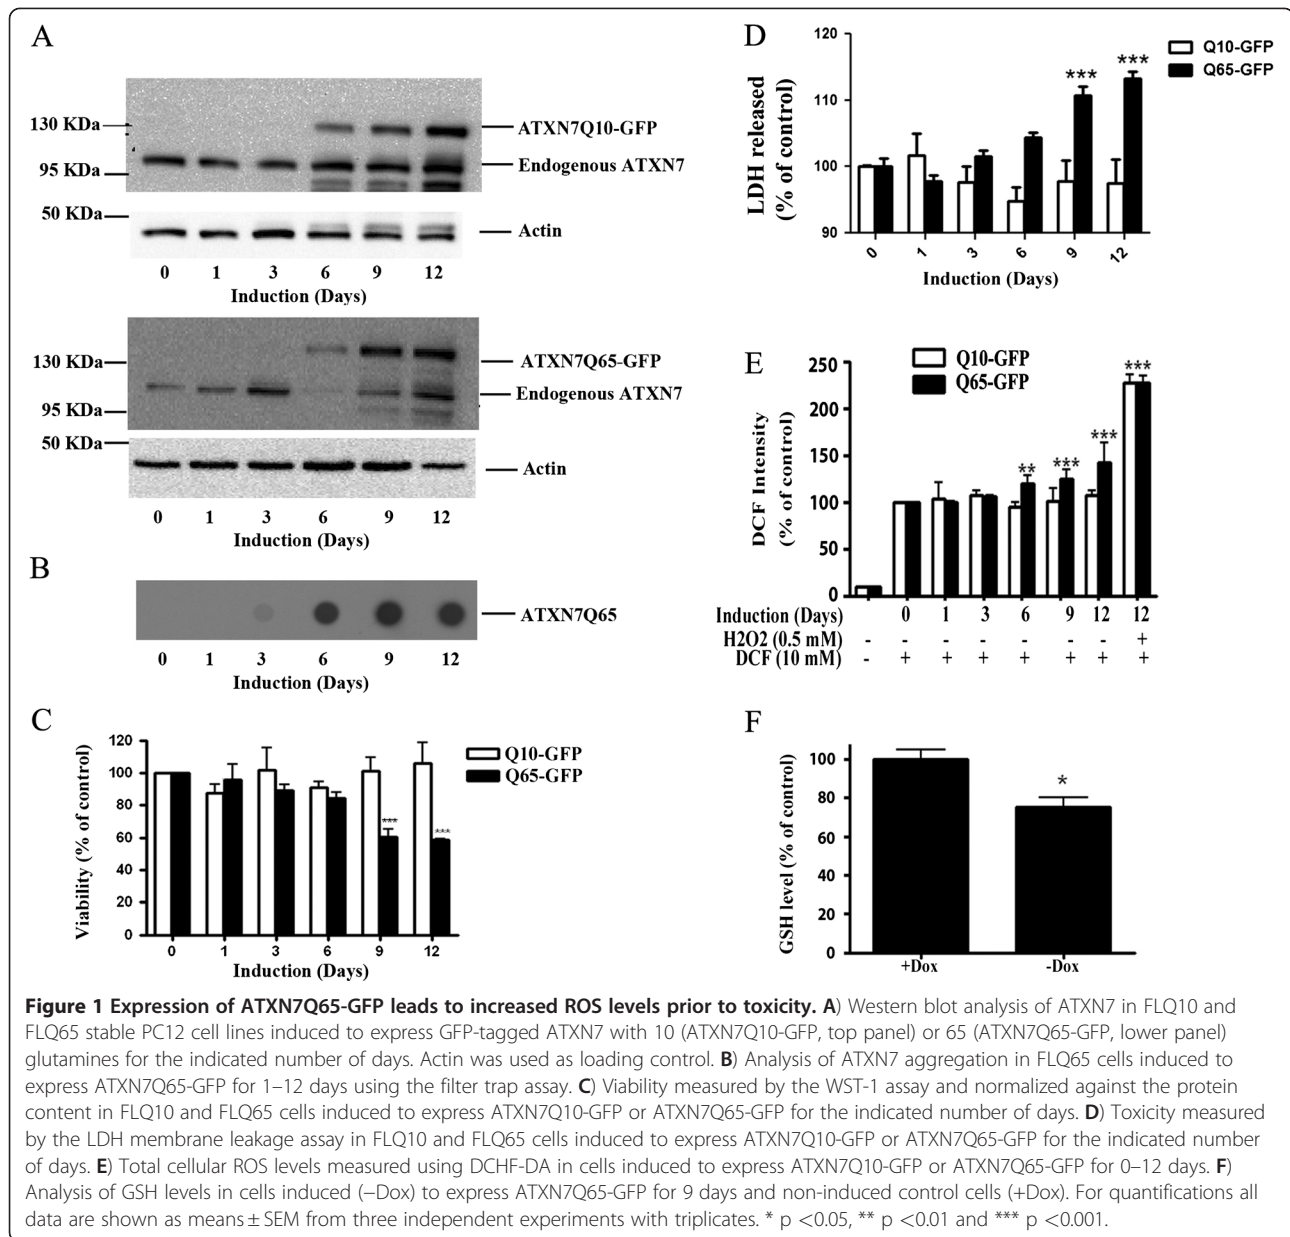 A
130 KDa
95 KDa
ATXN7Q10-GFP
Endogenous ATXN7
50 KDa
Actin
0 1 3 6 9 12
Induction (Days)
130 KDa
95 KDa
ATXN7Q65-GFP
Endogenous ATXN7
50 KDa
Actin
0 1 3 6 9 12
Induction (Days)
B
ATXN7Q65
0 1 3 6 9 12
Induction (Days)
C
Viability (% of control)
120
100
80
60
40
20
0
Q10-GFP
Q65-GFP
***
***
0 1 3 6 9 12
Induction (Days)
D
LDH released
(% of control)
120
110
100
90
Q10-GFP
Q65-GFP
***
***
0 1 3 6 9 12
Induction (Days)
E
DCF Intensity
(% of control)
250
200
150
100
50
0
Q10-GFP
Q65-GFP
** *** *** ***
Induction (Days) 0 1 3 6 9 12 12
H2O2 (0.5 mM) - - - - - - - +
DCF (10 mM) - + + + + + + +
F
GSH level (% of control)
100
80
60
40
20
0
*
+Dox -Dox
Figure 1 Expression of ATXN7Q65-GFP leads to increased ROS levels prior to toxicity. A) Western blot analysis of ATXN7 in FLQ10 and
FLQ65 stable PC12 cell lines induced to express GFP-tagged ATXN7 with 10 (ATXN7Q10-GFP, top panel) or 65 (ATXN7Q65-GFP, lower panel)
glutamines for the indicated number of days. Actin was used as loading control. B) Analysis of ATXN7 aggregation in FLQ65 cells induced to
express ATXN7Q65-GFP for 1–12 days using the filter trap assay. C) Viability measured by the WST-1 assay and normalized against the protein
content in FLQ10 and FLQ65 cells induced to express ATXN7Q10-GFP or ATXN7Q65-GFP for the indicated number of days. D) Toxicity measured
by the LDH membrane leakage assay in FLQ10 and FLQ65 cells induced to express ATXN7Q10-GFP or ATXN7Q65-GFP for the indicated number
of days. E) Total cellular ROS levels measured using DCHF-DA in cells induced to express ATXN7Q10-GFP or ATXN7Q65-GFP for 0–12 days. F)
Analysis of GSH levels in cells induced (−Dox) to express ATXN7Q65-GFP for 9 days and non-induced control cells (+Dox). For quantifications all
data are shown as means ± SEM from three independent experiments with triplicates. * p <0.05, ** p <0.01 and *** p <0.001.